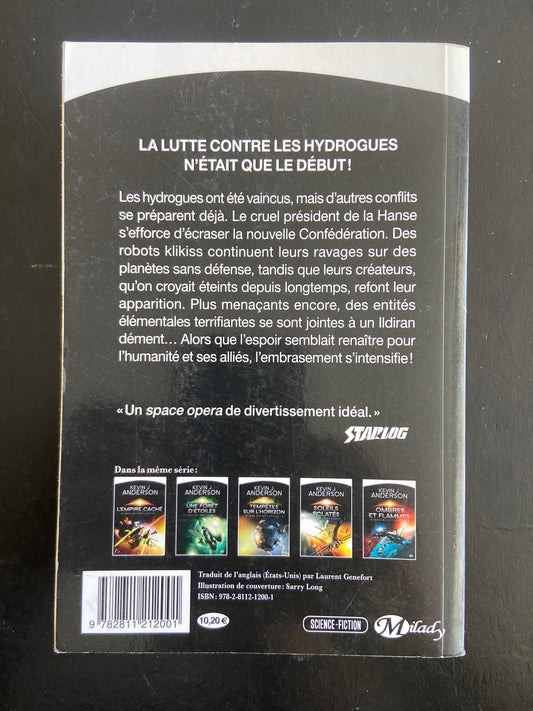 LA LUTTE CONTRE LES HYDROGUES
N'ÉTAIT QUE LE DÉBUT !
Les hydrogues ont été vaincus, mais d'autres conflits
se préparent déjà. Le cruel président de la Hanse
s'efforce d'écraser la nouvelle Confédération. Des
robots klikiss continuent leurs ravages sur des
planètes sans défense, tandis que leurs créateurs,
qu'on croyait éteints depuis longtemps, refont leur
apparition. Plus menaçants encore, des entités
élémentales terrifiantes se sont jointes à un Ildiran
dément… Alors que l'espoir semblait renaître pour
l'humanité et ses alliés, l'embrasement s'intensifie !
« Un space opera de divertissement idéal. »
STARLOG
Dans la même série :
KEVIN J. ANDERSON
L'EMPIRE CACHÉ
KEVIN J. ANDERSON
UNE FORÊT D'ÉTOILES
KEVIN J. ANDERSON
TEMPÊTES SUR L'HORIZON
KEVIN J. ANDERSON
SOLEILS ÉCLATÉS
KEVIN J. ANDERSON
OMBRES ET FLAMMES
Traduit de l'anglais (États-Unis) par Laurent Genefort
Illustration de couverture : Sarry Long
ISBN : 978-2-8112-1200-1
9 782811 212001
10,20 €
SCIENCE-FICTION
Milady